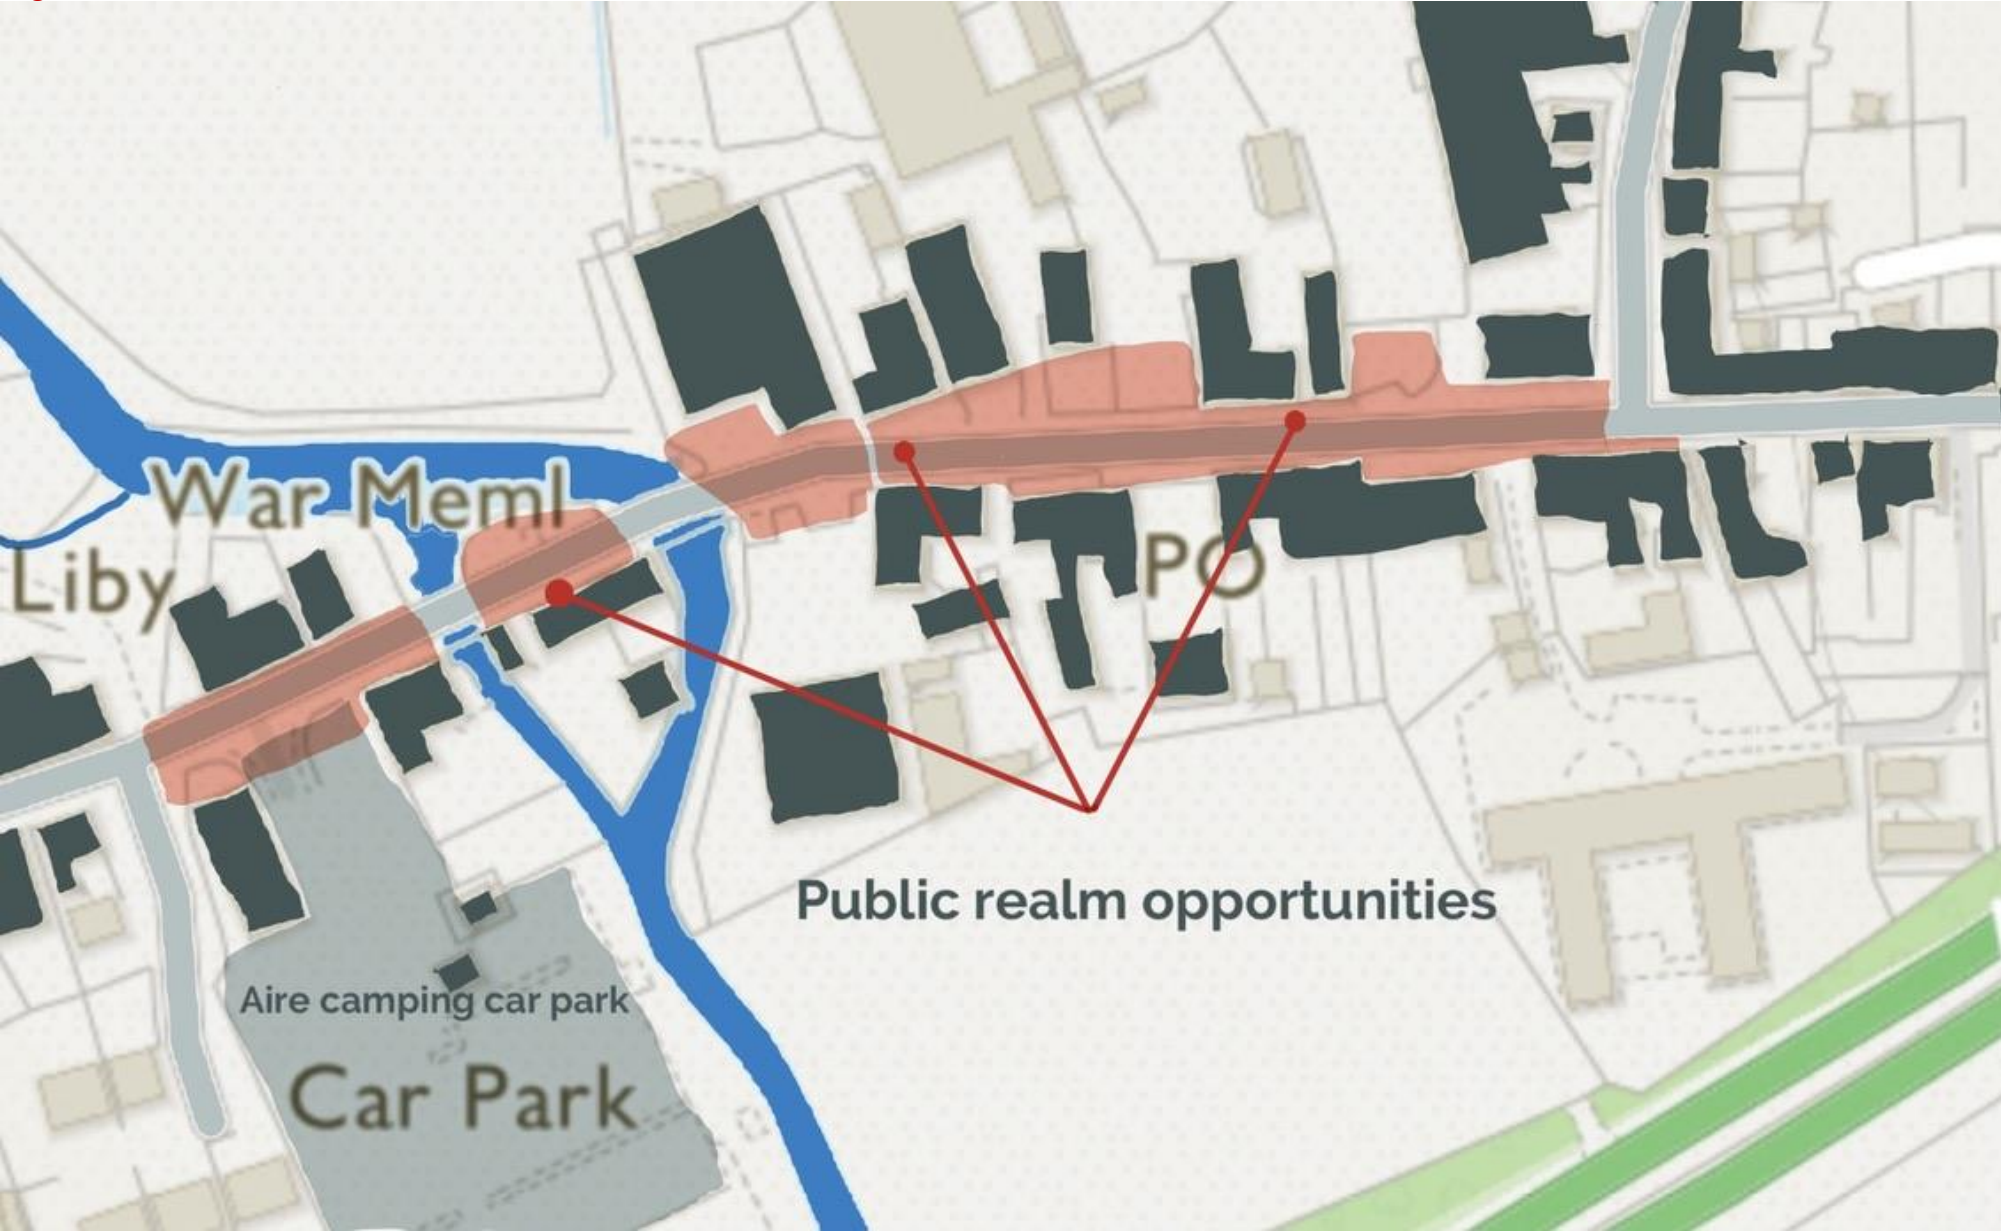 War Meml
Liby
PO
Public realm opportunities
Aire camping car park
Car Park